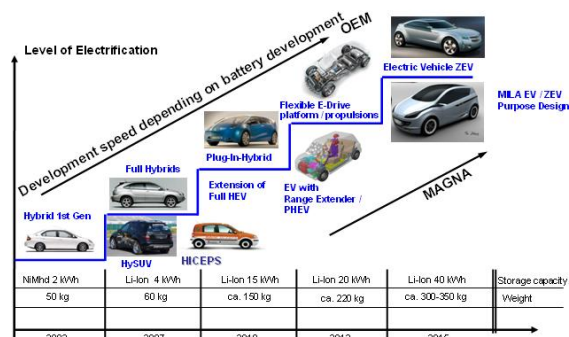 Level of Electrification
Development speed depending on battery development
OEM
Electric Vehicle ZEV
Flexible E-Drive
platform / propulsions
MILA EV / ZEV
Purpose Design
Plug-In-Hybrid
Full Hybrids
Extension of
Full HEV
EV with
Range Extender /
PHEV
MAGNA
Hybrid 1st Gen
HySUV
HICEPS
NiMhd 2 kWh
Li-Ion 4 kWh
Li-Ion 15 kWh
Li-Ion 20 kWh
Li-Ion 40 kWh
Storage capacity
50 kg
60 kg
ca. 150 kg
ca. 220 kg
ca. 300-350 kg
Weight